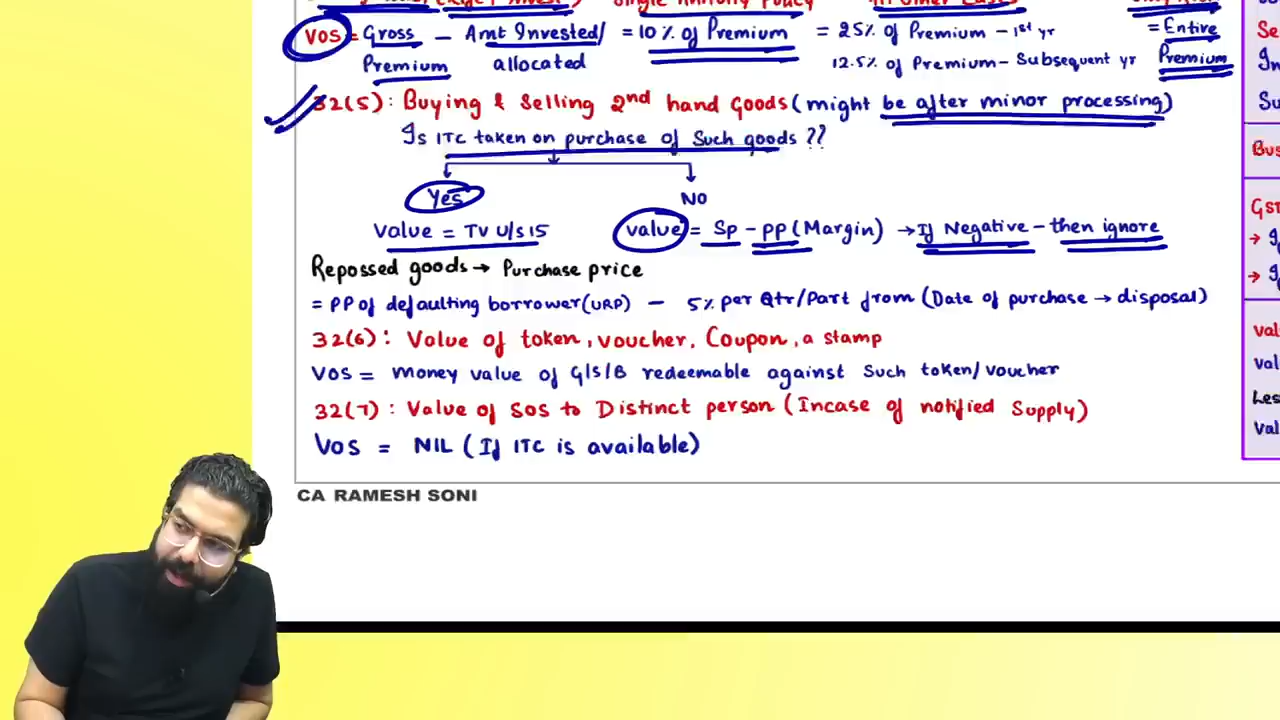 Single Annuity Policy
VOS = Gross Premium – Amt Invested/ allocated = 10% of Premium = 25% of Premium – 1st yr = Entire Premium
12.5% of Premium – Subsequent yr
32(5): Buying & Selling 2nd hand Goods (might be after minor processing)
Is ITC taken on purchase of Such goods ??
Yes No
Value = TV U/S 15 value = Sp – pp (Margin) → If Negative – then ignore
Repossed goods → Purchase price
= PP of defaulting borrower (URP) – 5% per Qtr/Part from (Date of purchase → disposal)
32(6): Value of token, voucher, Coupon, a stamp
VOS = money value of G/S/B redeemable against Such token/voucher
32(7): Value of SOS to Distinct person (Incase of notified Supply)
VOS = NIL (If ITC is available)
CA RAMESH SONI